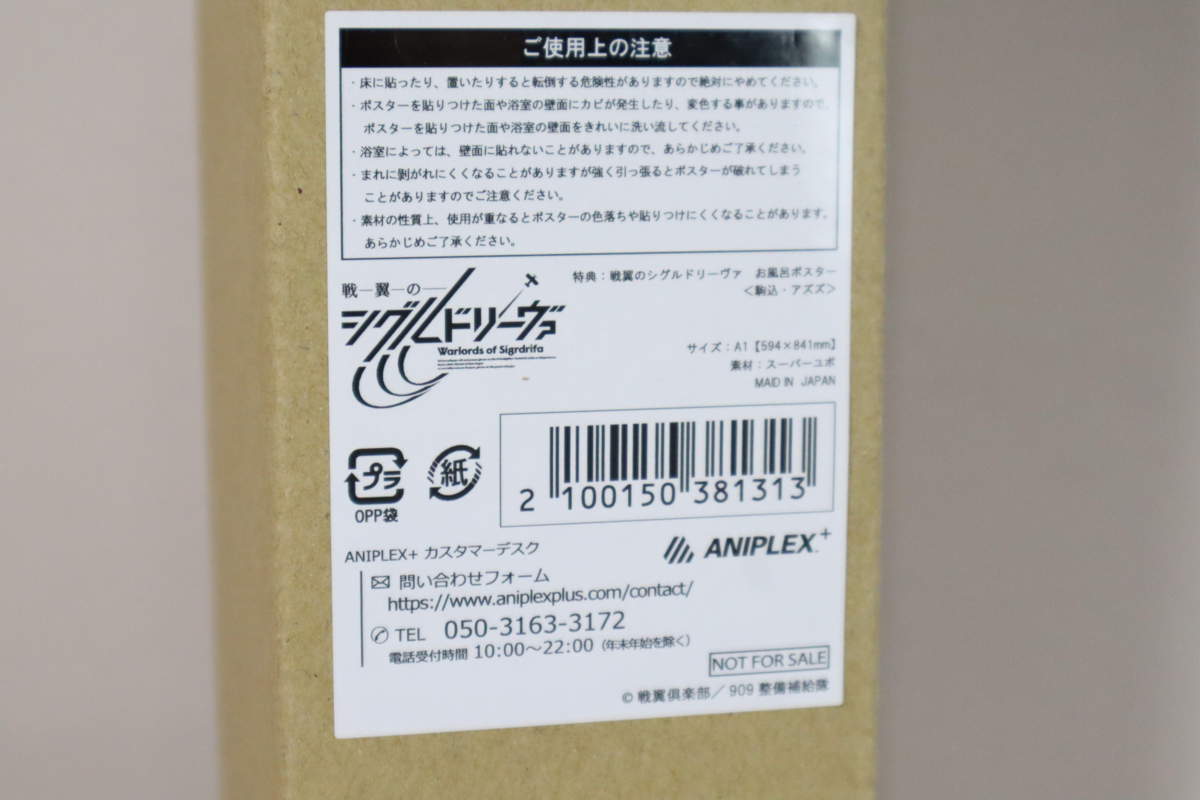 ご使用上の注意
・床に貼ったり、置いたりすると転倒する危険性がありますので絶対にやめてください。
・ポスターを貼りつけた面や浴室の壁面にカビが発生したり、変色する事がありますので、
ポスターを貼りつけた面や浴室の壁面をきれいに洗い流してください。
・浴室によっては、壁面に貼れないことがありますので、あらかじめご了承ください。
・まれに剥がれにくくなることがありますが強く引っ張るとポスターが破れてしまう
ことがありますのでご注意ください。
・素材の性質上、使用が重なるとポスターの色落ちや貼りつけにくくなることがあります。
あらかじめご了承ください。
戦翼の
シグルドリーヴァ
Warlords of Sigrdrifa
特典：戦翼のシグルドリーヴァ　お風呂ポスター
＜駒込・アズズ＞
サイズ：A1【594×841mm】
素材：スーパーユポ
MAID IN JAPAN
プラ
OPP袋
紙
2 100150 381313
ANIPLEX+
ANIPLEX+ カスタマーデスク
問い合わせフォーム
https://www.aniplexplus.com/contact/
TEL 050-3163-3172
電話受付時間 10:00～22:00（年末年始を除く）
NOT FOR SALE
© 戦翼倶楽部／909整備補給隊